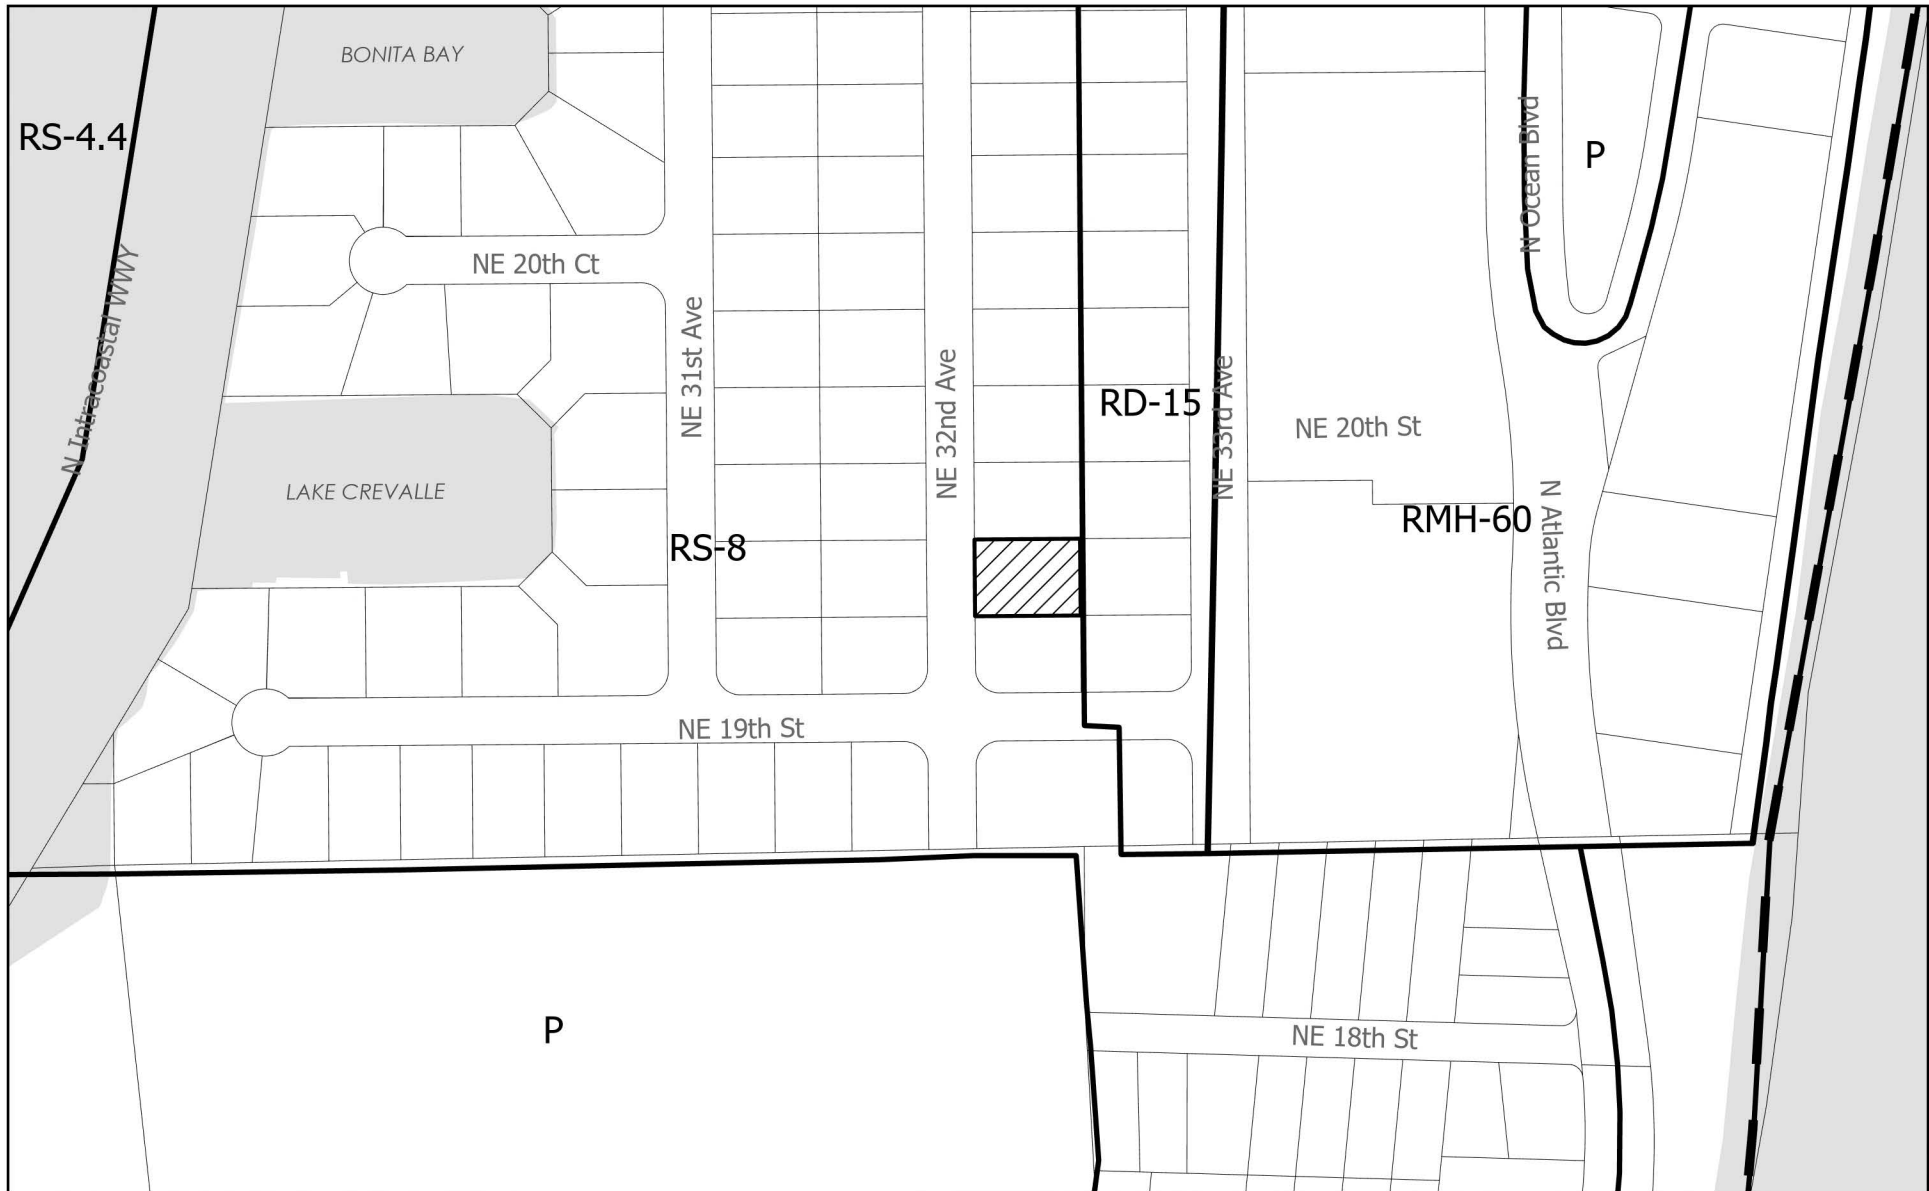 BONITA BAY
RS-4.4
N Ocean Blvd
P
NE 20th Ct
N Intracoastal WWY
NE 31st Ave
NE 32nd Ave
RD-15
NE 33rd Ave
NE 20th St
LAKE CREVALLE
RS-8
RMH-60
N Atlantic Blvd
NE 19th St
P
NE 18th St